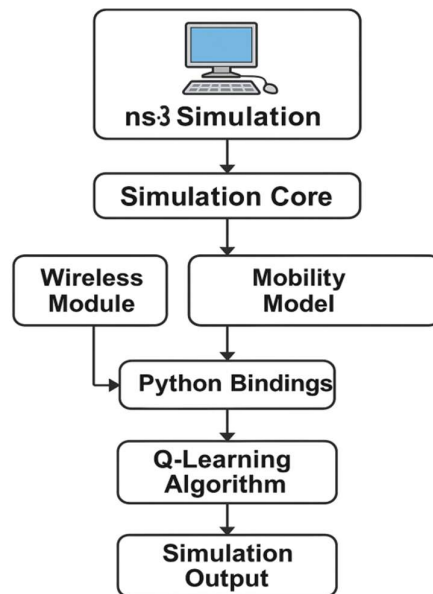 ns-3 Simulation
Simulation Core
Wireless
Module
Mobility
Model
Python Bindings
Q-Learning
Algorithm
Simulation
Output